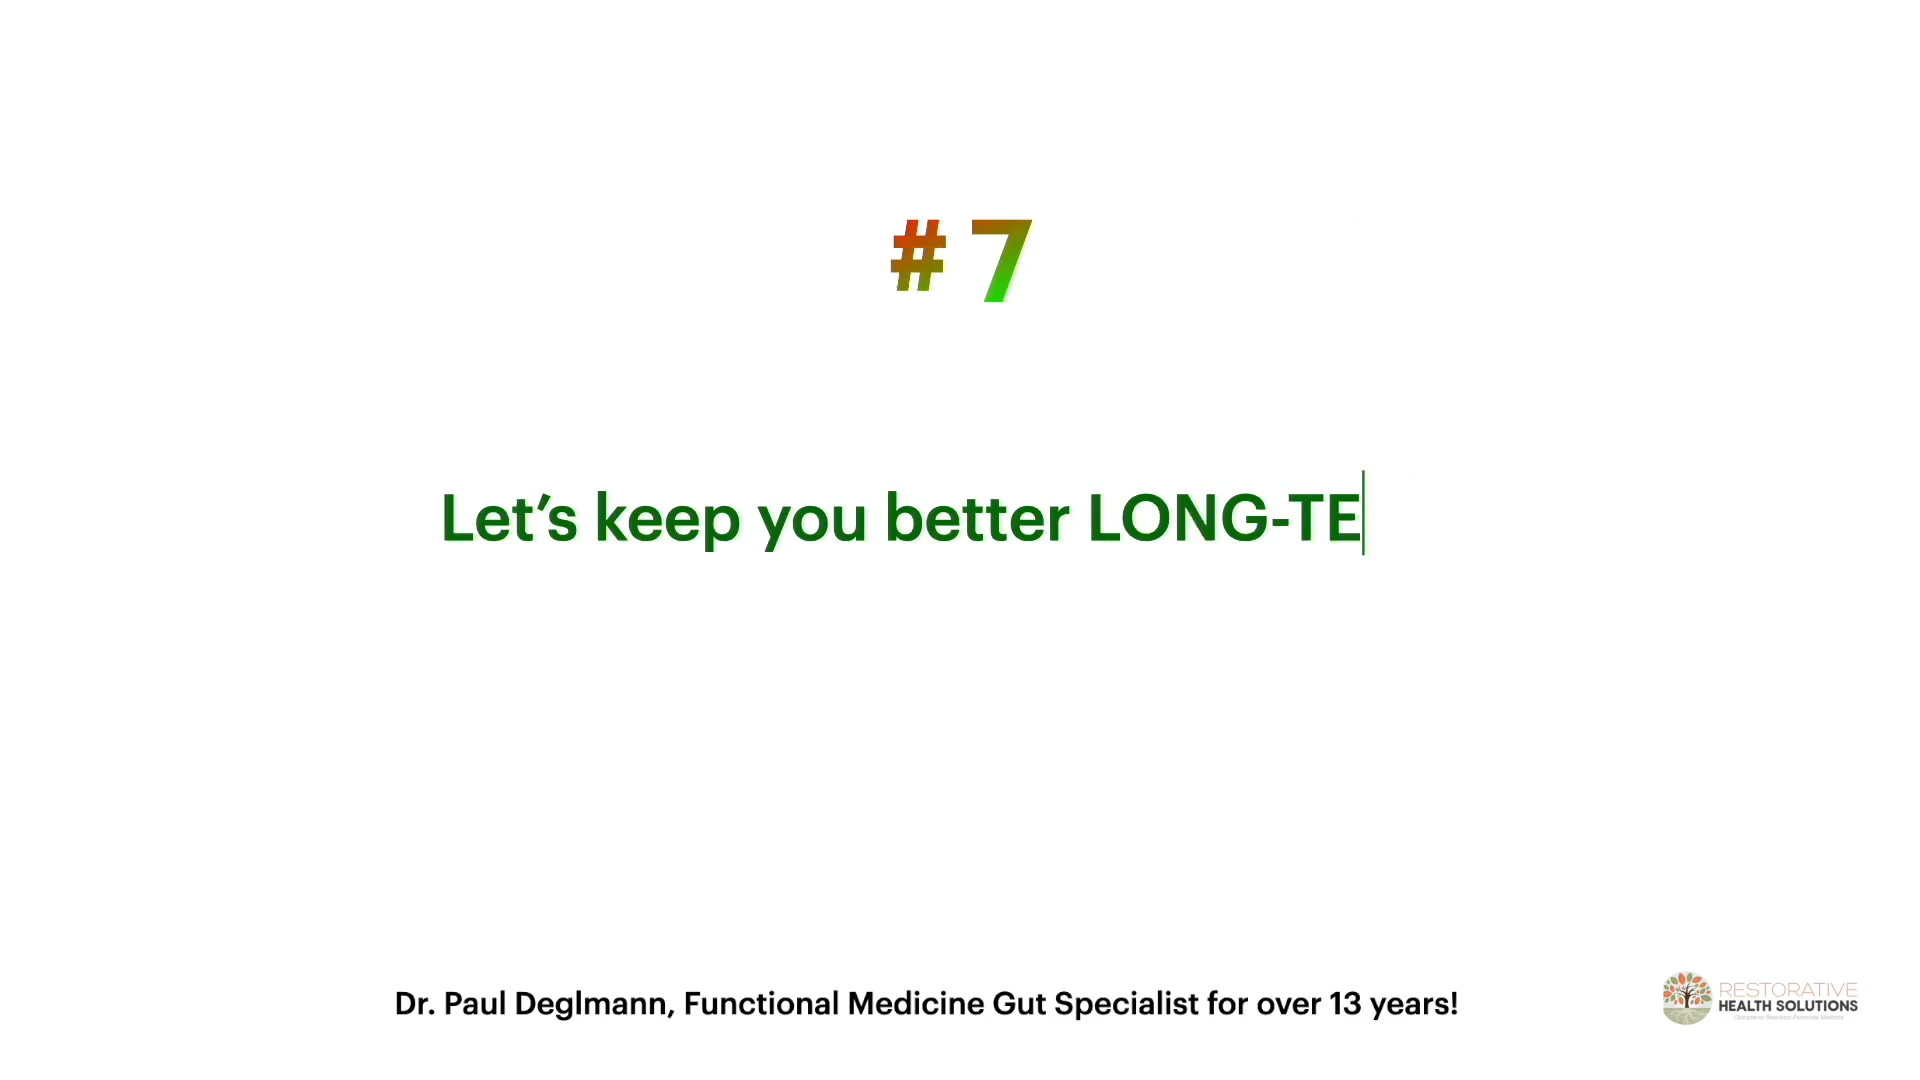 #7
Let’s keep you better LONG-TE
Dr. Paul Deglmann, Functional Medicine Gut Specialist for over 13 years!
RESTORATIVE
HEALTH SOLUTIONS